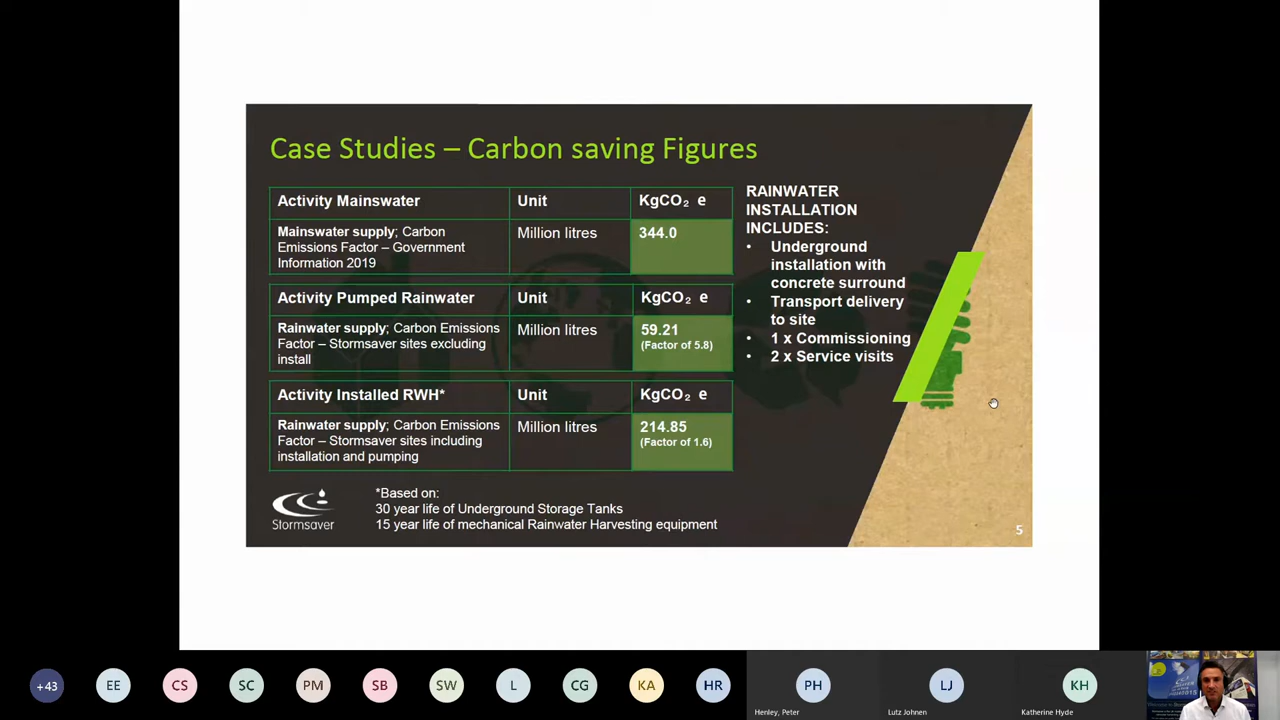 Case Studies – Carbon saving Figures
Activity Mainswater Unit KgCO₂ e
Mainswater supply; Carbon
Emissions Factor – Government
Information 2019
Million litres
344.0
Activity Pumped Rainwater Unit KgCO₂ e
Rainwater supply; Carbon Emissions
Factor – Stormsaver sites excluding
install
Million litres
59.21
(Factor of 5.8)
Activity Installed RWH* Unit KgCO₂ e
Rainwater supply; Carbon Emissions
Factor – Stormsaver sites including
installation and pumping
Million litres
214.85
(Factor of 1.6)
RAINWATER
INSTALLATION
INCLUDES:
• Underground
installation with
concrete surround
• Transport delivery
to site
• 1 x Commissioning
• 2 x Service visits
Stormsaver
*Based on:
30 year life of Underground Storage Tanks
15 year life of mechanical Rainwater Harvesting equipment
5
+43 EE CS SC PM SB SW L CG KA HR PH LJ KH
Henley, Peter Lutz Johnen Katherine Hyde